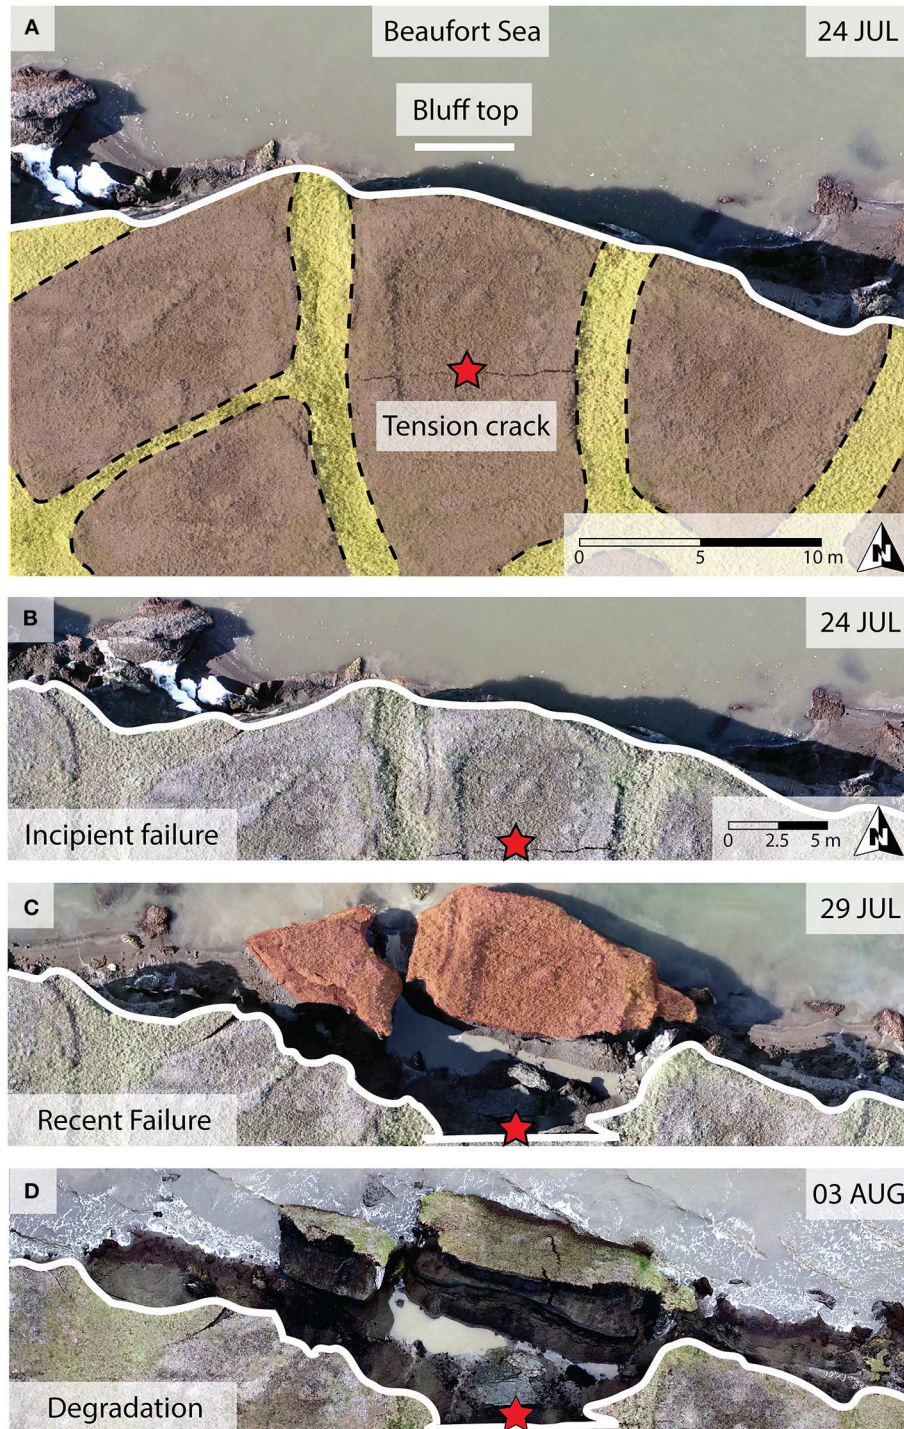 A
Beaufort Sea
24 JUL
Bluff top
Tension crack
0 5 10 m
N
B
24 JUL
Incipient failure
0 2.5 5 m
N
C
29 JUL
Recent Failure
D
03 AUG
Degradation